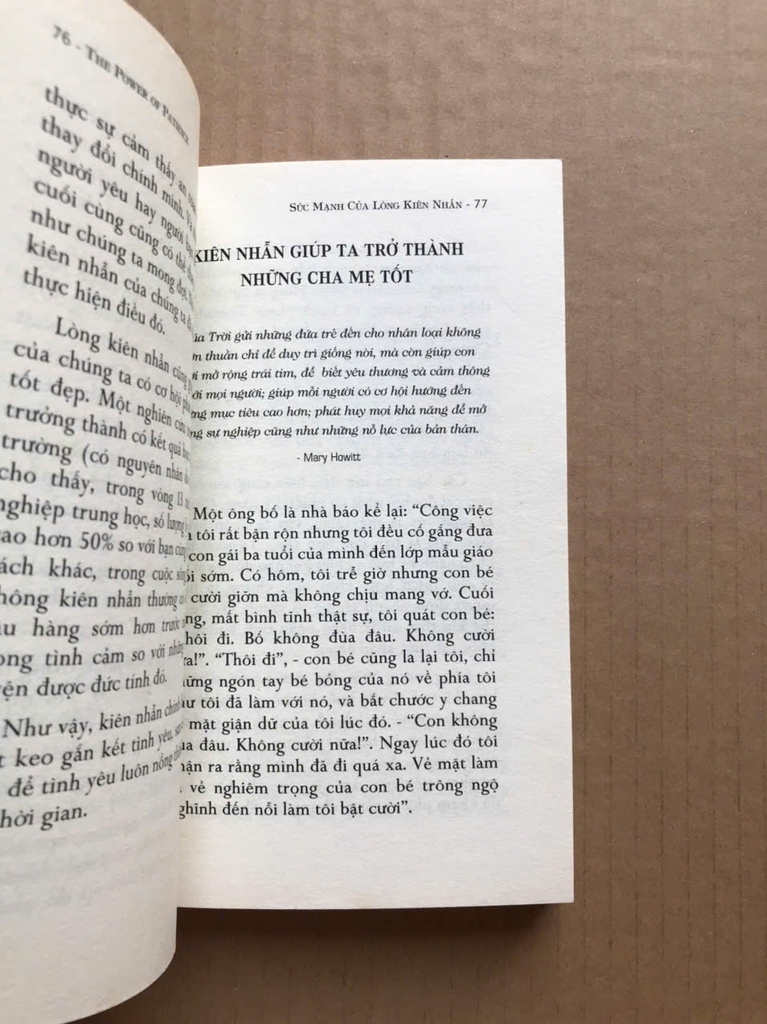 76 - THE POWER OF PATIENCE
thực sự cảm thấy an
thay đổi chính mình.
người yêu hay người
cuối cùng cũng có thể
như chúng ta mong đợi.
kiên nhẫn của chúng ta
thực hiện điều đó.
Lòng kiên nhẫn cũng
của chúng ta có cơ hội
tốt đẹp. Một nghiên cứu
trưởng thành có kết quả
trường (có nguyên nhân
cho thấy, trong vòng 11
nghiệp trung học, số lượng
cao hơn 50% so với bạn
khác, trong cuộc
không kiên nhẫn thường
hàng sớm hơn trước
tình cảm so với những
được đức tính đó.
Như vậy, kiên nhẫn chính
keo gắn kết tình yêu,
để tình yêu luôn nồng
thời gian.
SỨC MẠNH CỦA LÒNG KIÊN NHẪN - 77
KIÊN NHẪN GIÚP TA TRỞ THÀNH
NHỮNG CHA MẸ TỐT
Trời gửi những đứa trẻ đến cho nhân loại không
thuần chỉ để duy trì giống nòi, mà còn giúp con
mở rộng trái tim, để biết yêu thương và cảm thông
mọi người; giúp mỗi người có cơ hội hướng đến
mục tiêu cao hơn; phát huy mọi khả năng để mở
sự nghiệp cũng như những nỗ lực của bản thân.
- Mary Howitt
Một ông bố là nhà báo kể lại: “Công việc
tôi rất bận rộn nhưng tôi đều cố gắng đưa
con gái ba tuổi của mình đến lớp mẫu giáo
sớm. Có hôm, tôi trễ giờ nhưng con bé
cười giỡn mà không chịu mang vớ. Cuối
mất bình tĩnh thật sự, tôi quát con bé:
đi. Bố không đùa đâu. Không cười
“Thôi đi”, - con bé cũng la lại tôi, chỉ
ngón tay bé bỏng của nó về phía tôi
tôi đã làm với nó, và bắt chước y chang
mặt giận dữ của tôi lúc đó. - “Con không
đâu. Không cười nữa!”. Ngay lúc đó tôi
ra rằng mình đã đi quá xa. Vẻ mặt làm
vẻ nghiêm trọng của con bé trông ngộ
nghĩnh đến nỗi làm tôi bật cười”.